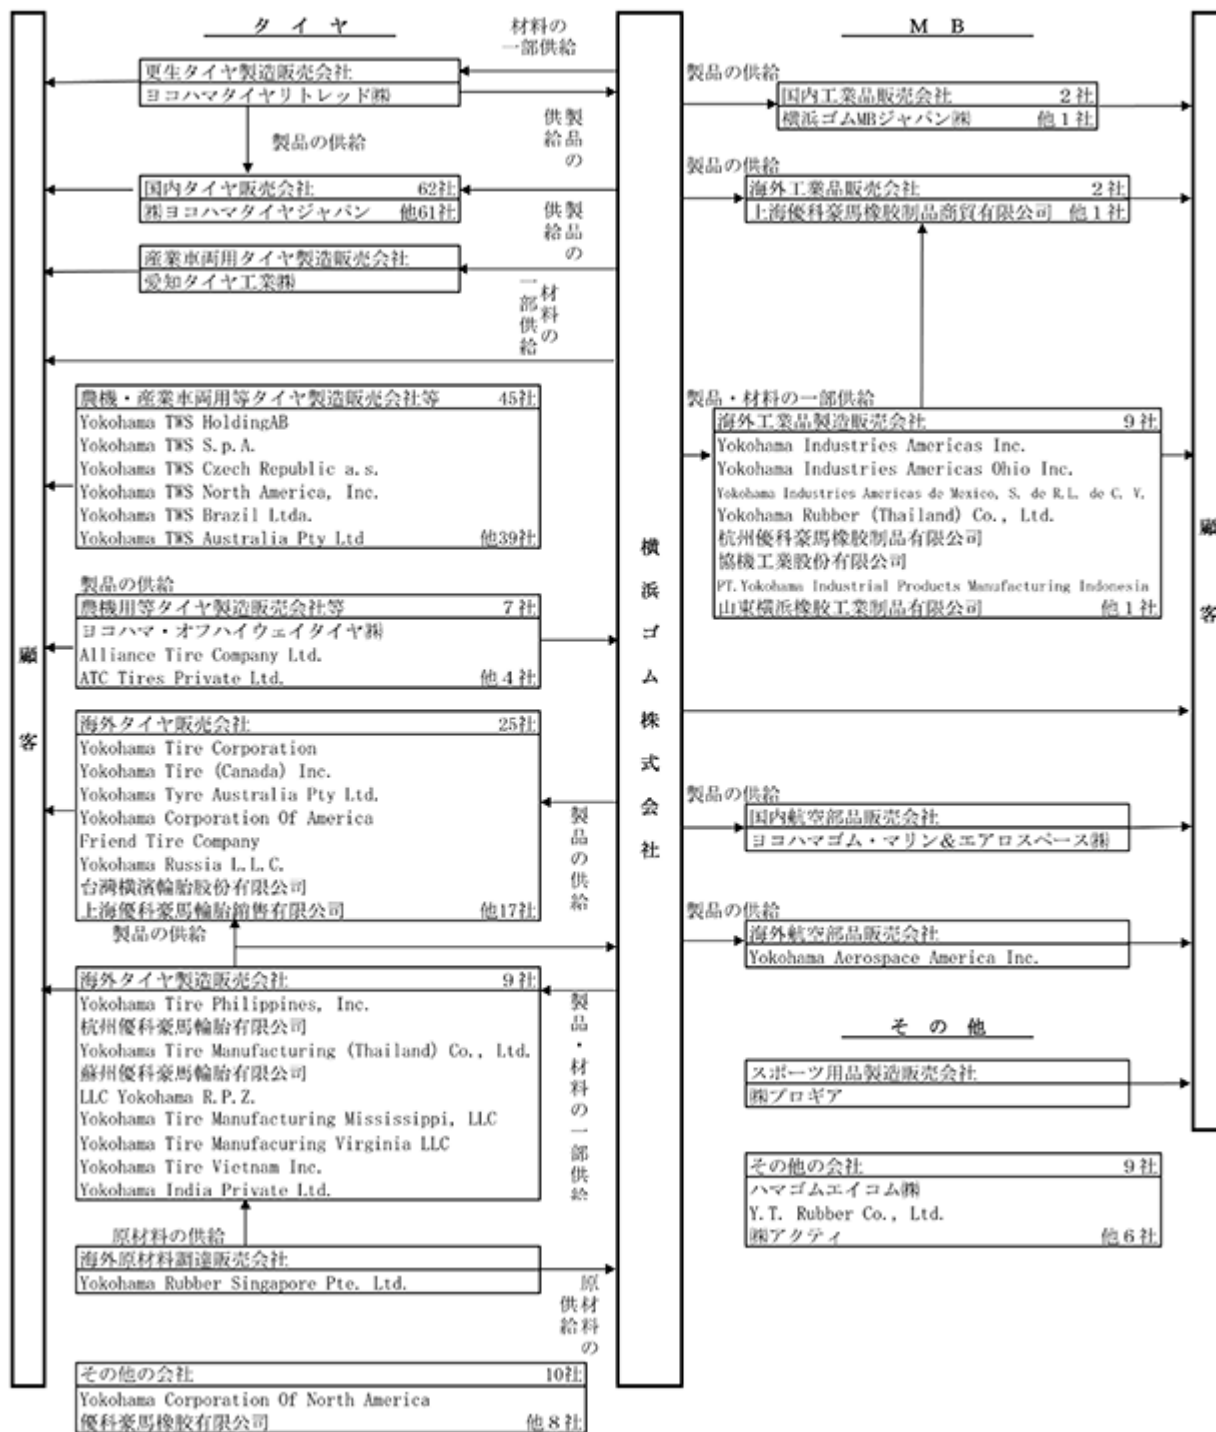 タイヤ
材料の
一部供給
更生タイヤ製造販売会社
ヨコハマタイヤリトレッド㈱
製品の供給
製品の
供給
国内タイヤ販売会社 62社
㈱ヨコハマタイヤジャパン 他61社
製品の
供給
産業車両用タイヤ製造販売会社
愛知タイヤ工業㈱
材料の
一部供給
農機・産業車両用等タイヤ製造販売会社等 45社
Yokohama TWS HoldingAB
Yokohama TWS S.p.A.
Yokohama TWS Czech Republic a.s.
Yokohama TWS North America, Inc.
Yokohama TWS Brazil Ltda.
Yokohama TWS Australia Pty Ltd 他39社
製品の供給
農機用等タイヤ製造販売会社等 7社
ヨコハマ・オフハイウェイタイヤ㈱
Alliance Tire Company Ltd.
ATC Tires Private Ltd. 他4社
海外タイヤ販売会社 25社
Yokohama Tire Corporation
Yokohama Tire (Canada) Inc.
Yokohama Tyre Australia Pty Ltd.
Yokohama Corporation Of America
Friend Tire Company
Yokohama Russia L.L.C.
台灣橫濱輪胎股份有限公司
上海優科豪馬輪胎銷售有限公司 他17社
製品の供給
製品の供給
海外タイヤ製造販売会社 9社
Yokohama Tire Philippines, Inc.
杭州優科豪馬輪胎有限公司
Yokohama Tire Manufacturing (Thailand) Co., Ltd.
蘇州優科豪馬輪胎有限公司
LLC Yokohama R.P.Z.
Yokohama Tire Manufacturing Mississippi, LLC
Yokohama Tire Manufacuring Virginia LLC
Yokohama Tire Vietnam Inc.
Yokohama India Private Ltd.
製品・材料の一部供給
原材料の供給
海外原材料調達販売会社
Yokohama Rubber Singapore Pte. Ltd.
原材料の
供給
その他の会社 10社
Yokohama Corporation Of North America
優科豪馬橡胶有限公司 他8社
顧客
横浜ゴム株式会社
MB
製品の供給
国内工業品販売会社 2社
横浜ゴムMBジャパン㈱ 他1社
製品の供給
海外工業品販売会社 2社
上海優科豪馬橡胶制品商貿有限公司 他1社
製品・材料の一部供給
海外工業品製造販売会社 9社
Yokohama Industries Americas Inc.
Yokohama Industries Americas Ohio Inc.
Yokohama Industries Americas de Mexico, S. de R.L. de C. V.
Yokohama Rubber (Thailand) Co., Ltd.
杭州優科豪馬橡胶制品有限公司
協機工業股份有限公司
PT.Yokohama Industrial Products Manufacturing Indonesia
山東横浜橡胶工業制品有限公司 他1社
製品の供給
国内航空部品販売会社
ヨコハマゴム・マリン＆エアロスペース㈱
製品の供給
海外航空部品販売会社
Yokohama Aerospace America Inc.
その他
スポーツ用品製造販売会社
㈱プロギア
その他の会社 9社
ハマゴムエイコム㈱
Y.T. Rubber Co., Ltd.
㈱アクティ 他6社
顧客